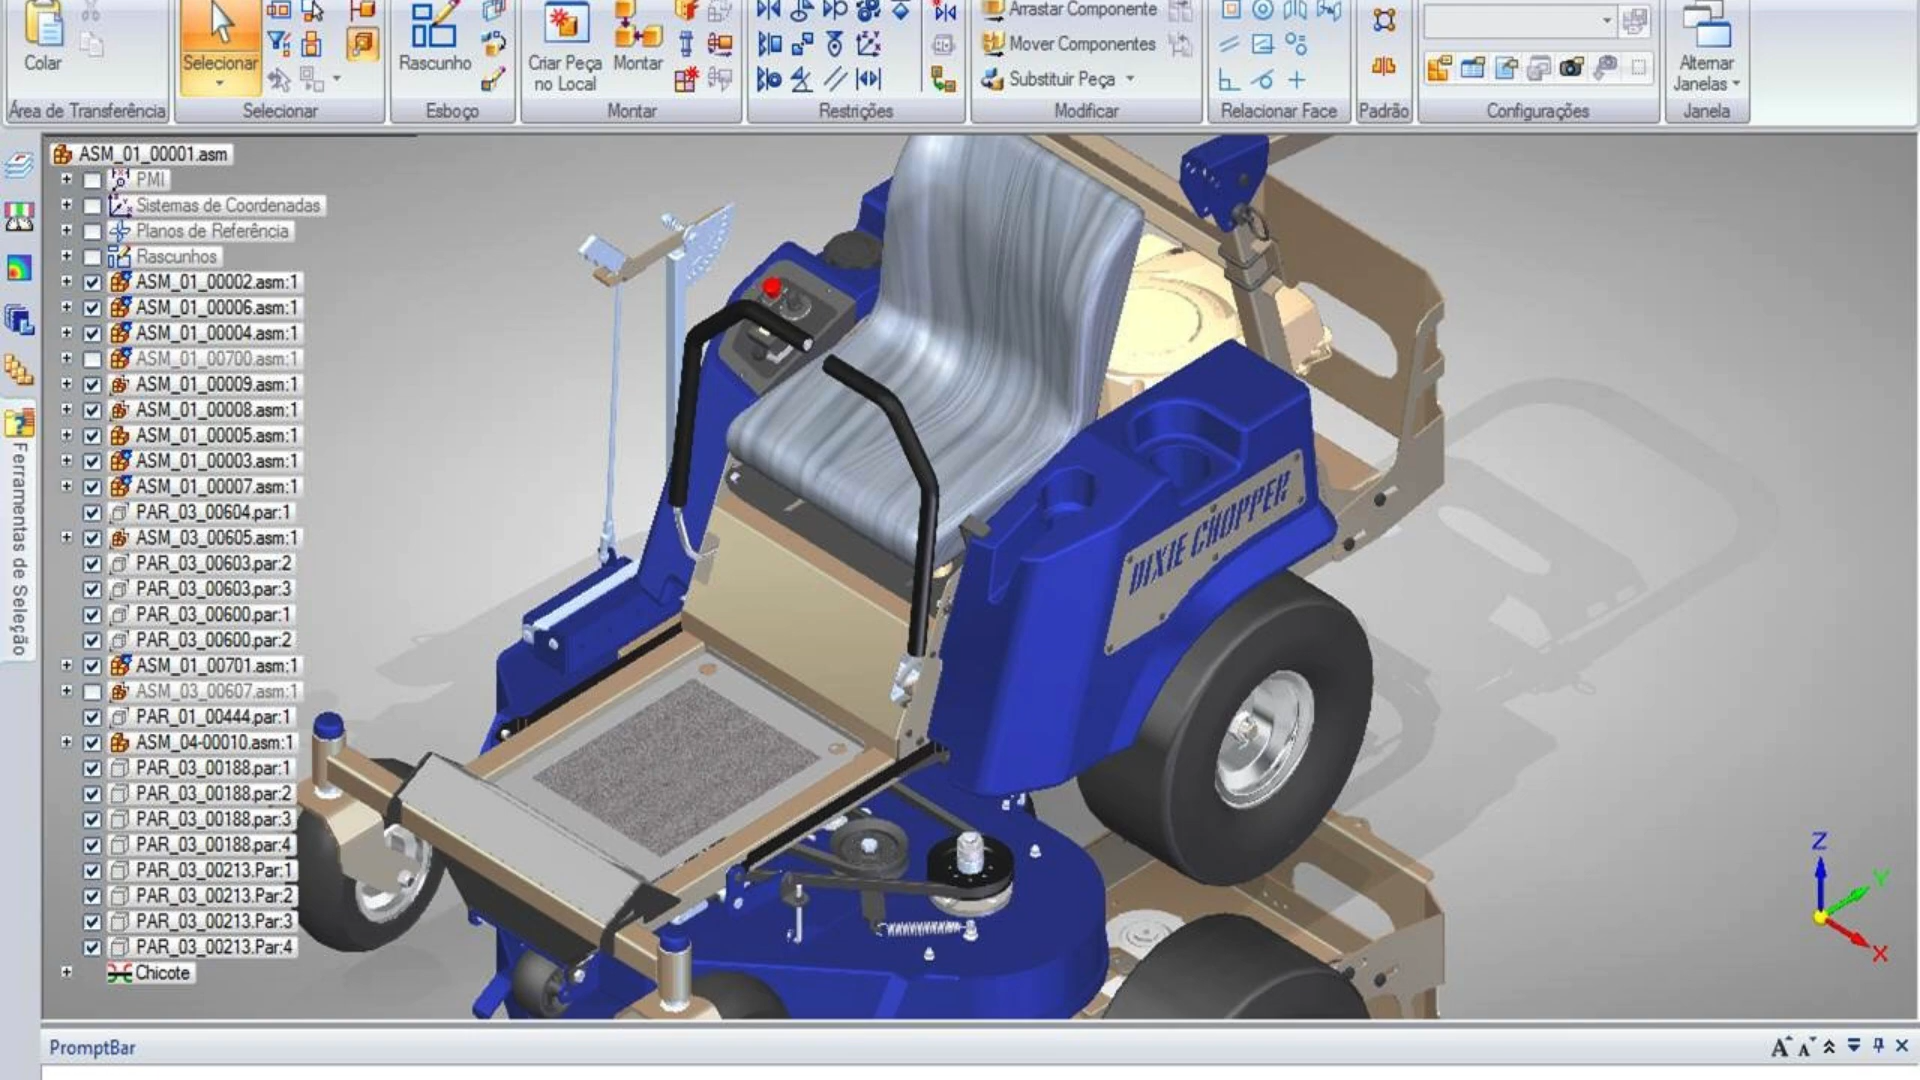 Colar
Selecionar
Rascunho
Criar Peça
no Local
Montar
Arrastar Componente
Mover Componentes
Substituir Peça
Alternar
Janelas
Área de Transferência
Selecionar
Esboço
Montar
Restrições
Modificar
Relacionar Face
Padrão
Configurações
Janela
ASM_01_00001.asm
PMI
Sistemas de Coordenadas
Planos de Referência
Rascunhos
ASM_01_00002.asm:1
ASM_01_00006.asm:1
ASM_01_00004.asm:1
ASM_01_00700.asm:1
ASM_01_00009.asm:1
ASM_01_00008.asm:1
ASM_01_00005.asm:1
ASM_01_00003.asm:1
ASM_01_00007.asm:1
PAR_03_00604.par:1
ASM_03_00605.asm:1
PAR_03_00603.par:2
PAR_03_00603.par:3
PAR_03_00600.par:1
PAR_03_00600.par:2
ASM_01_00701.asm:1
ASM_03_00607.asm:1
PAR_01_00444.par:1
ASM_04-00010.asm:1
PAR_03_00188.par:1
PAR_03_00188.par:2
PAR_03_00188.par:3
PAR_03_00188.par:4
PAR_03_00213.Par:1
PAR_03_00213.Par:2
PAR_03_00213.Par:3
PAR_03_00213.Par:4
Chicote
Ferramentas de Seleção
DIXIE CHOPPER
Z
Y
X
PromptBar